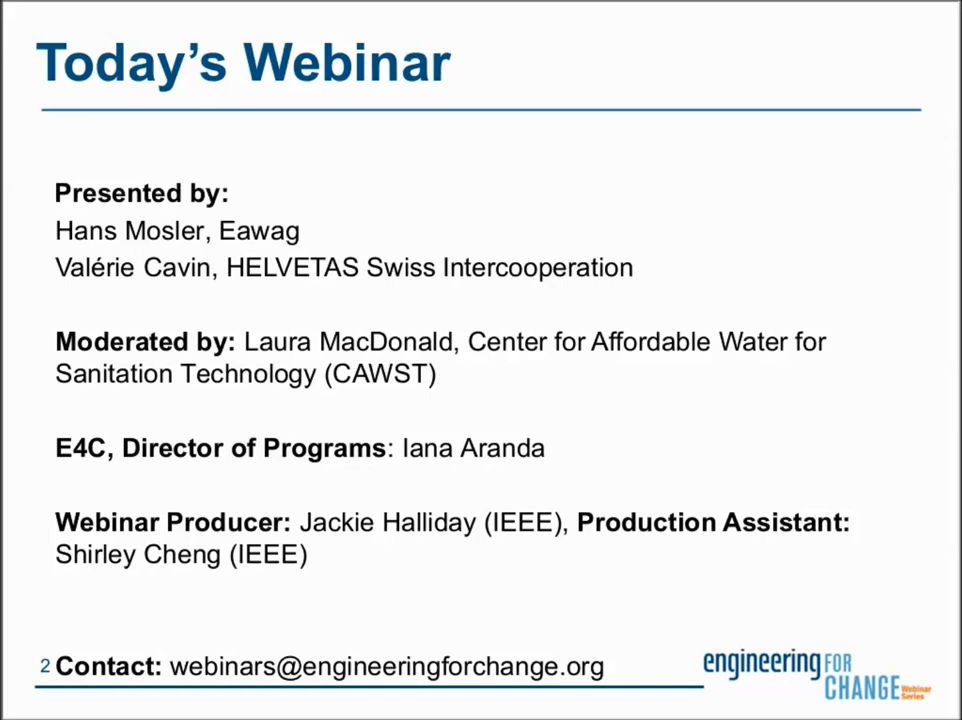 Today’s Webinar
Presented by:
Hans Mosler, Eawag
Valérie Cavin, HELVETAS Swiss Intercooperation
Moderated by: Laura MacDonald, Center for Affordable Water for
Sanitation Technology (CAWST)
E4C, Director of Programs: Iana Aranda
Webinar Producer: Jackie Halliday (IEEE), Production Assistant:
Shirley Cheng (IEEE)
2 Contact: webinars@engineeringforchange.org
engineering FOR
CHANGE Webinar
Series